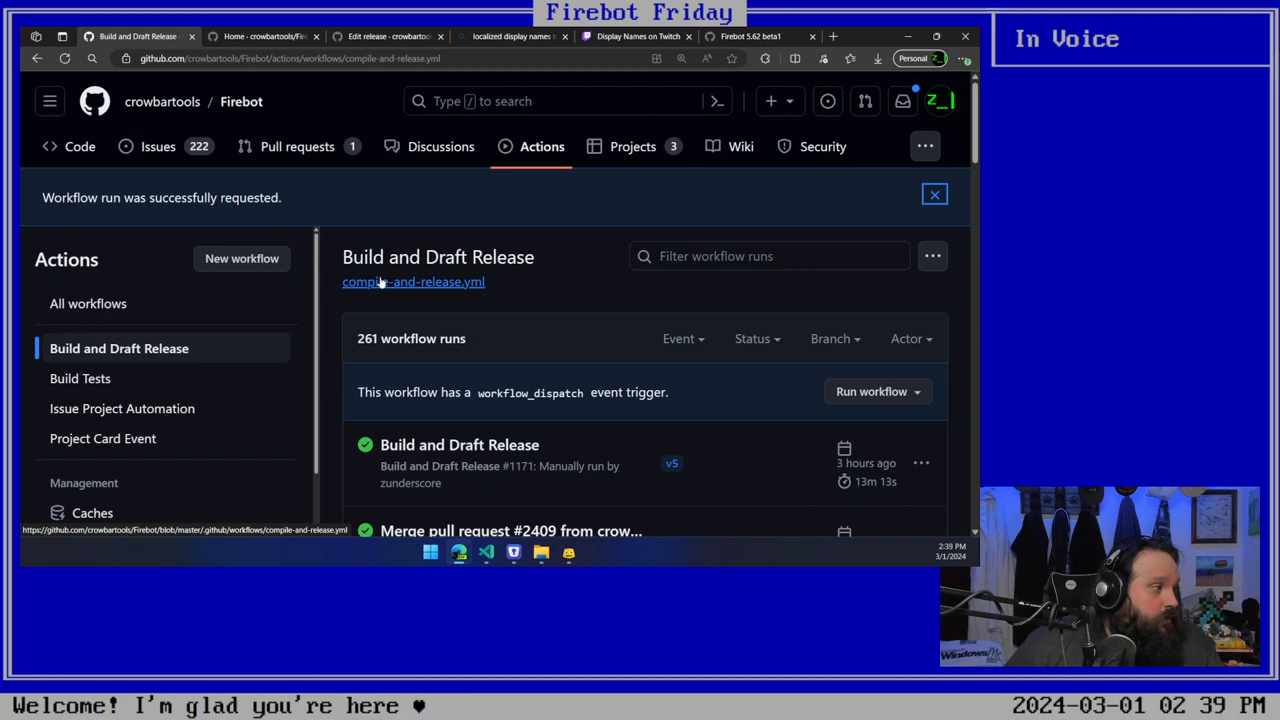 Firebot Friday
Build and Draft Release -
Home - crowbartools/Fir
Edit release · crowbartool
localized display names t
Display Names on Twitch
Firebot 5.62 beta1
In Voice
github.com/crowbartools/Firebot/actions/workflows/compile-and-release.yml
Personal
crowbartools / Firebot
Type / to search
Z_|
Code
Issues 222
Pull requests 1
Discussions
Actions
Projects 3
Wiki
Security
Workflow run was successfully requested.
Actions
New workflow
All workflows
Build and Draft Release
Build Tests
Issue Project Automation
Project Card Event
Management
Caches
Build and Draft Release
compile-and-release.yml
Filter workflow runs
261 workflow runs
Event
Status
Branch
Actor
This workflow has a workflow_dispatch event trigger.
Run workflow
Build and Draft Release
Build and Draft Release #1171: Manually run by
zunderscore
v5
3 hours ago
13m 13s
Merge pull request #2409 from crow...
https://github.com/crowbartools/Firebot/blob/master/.github/workflows/compile-and-release.yml
2:39 PM
3/1/2024
Windows Me
Welcome! I'm glad you're here ♥
2024-03-01 02:39 PM